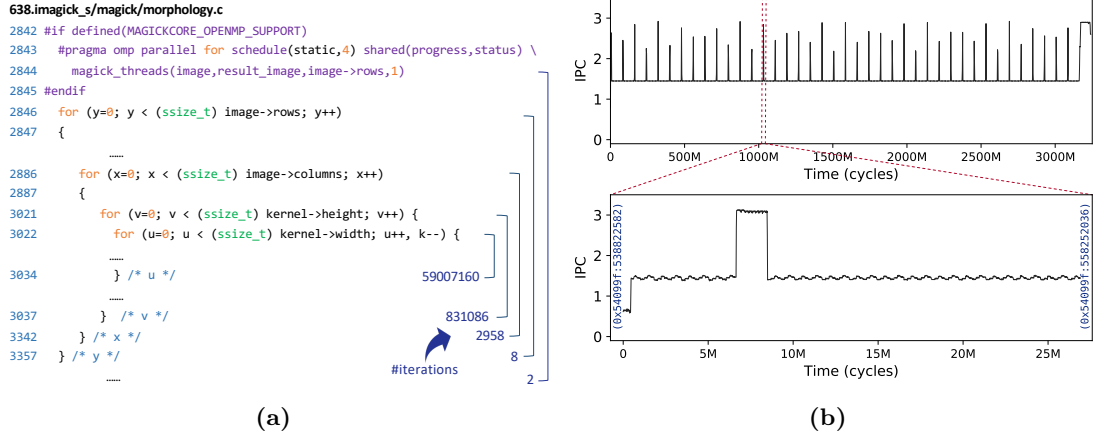 638.imagick_s/magick/morphology.c
2842 #if defined(MAGICKCORE_OPENMP_SUPPORT)
2843 #pragma omp parallel for schedule(static,4) shared(progress,status) \
2844 magick_threads(image,result_image,image->rows,1)
2845 #endif
2846 for (y=0; y < (ssize_t) image->rows; y++)
2847 {
……
2886 for (x=0; x < (ssize_t) image->columns; x++)
2887 {
3021 for (v=0; v < (ssize_t) kernel->height; v++) {
3022 for (u=0; u < (ssize_t) kernel->width; u++, k--) {
……
3034 } /* u */ 59007160
……
3037 } /* v */ 831086
3342 } /* x */ 2958
3357 } /* y */ 8
#iterations
…… 2
(a)
IPC
3
2
1
0
500M 1000M 1500M 2000M 2500M 3000M
Time (cycles)
IPC
3
2
1
0
(0x54099f:538822582)
(0x54099f:558252036)
0 5M 10M 15M 20M 25M
Time (cycles)
(b)